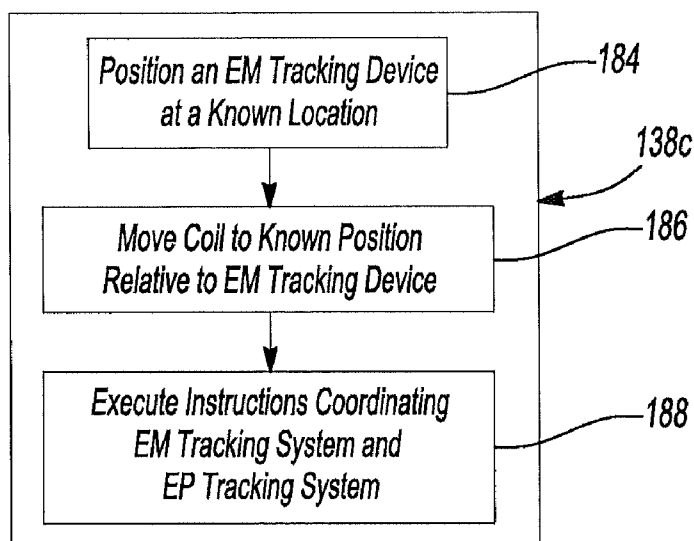 Position an EM Tracking Device
at a Known Location
184
138c
Move Coil to Known Position
Relative to EM Tracking Device
186
Execute Instructions Coordinating
EM Tracking System and
EP Tracking System
188